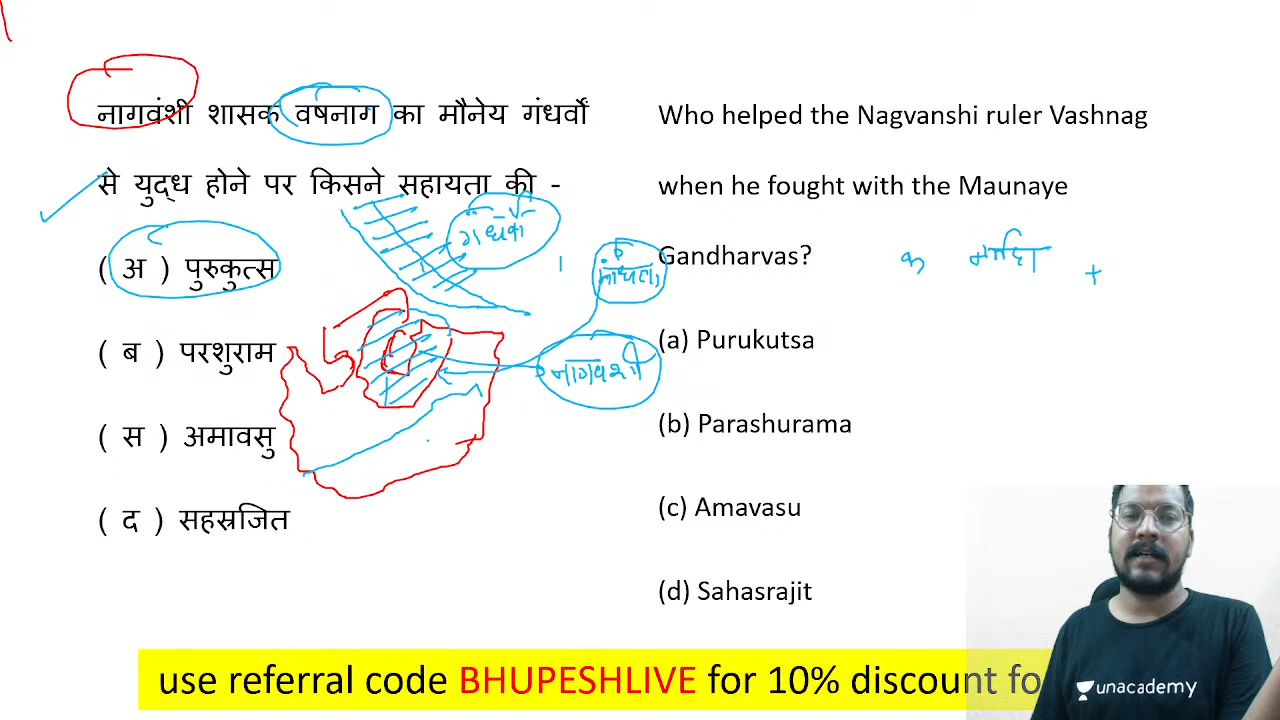 नागवंशी शासक वषनाग का मौनेय गंधर्वों
से युद्ध होने पर किसने सहायता की -
( अ ) पुरुकुत्स
( ब ) परशुराम
( स ) अमावसु
( द ) सहस्रजित
Who helped the Nagvanshi ruler Vashnag
when he fought with the Maunaye
Gandharvas?
(a) Purukutsa
(b) Parashurama
(c) Amavasu
(d) Sahasrajit
नागवंशी
use referral code BHUPESHLIVE for 10% discount fo
unacademy